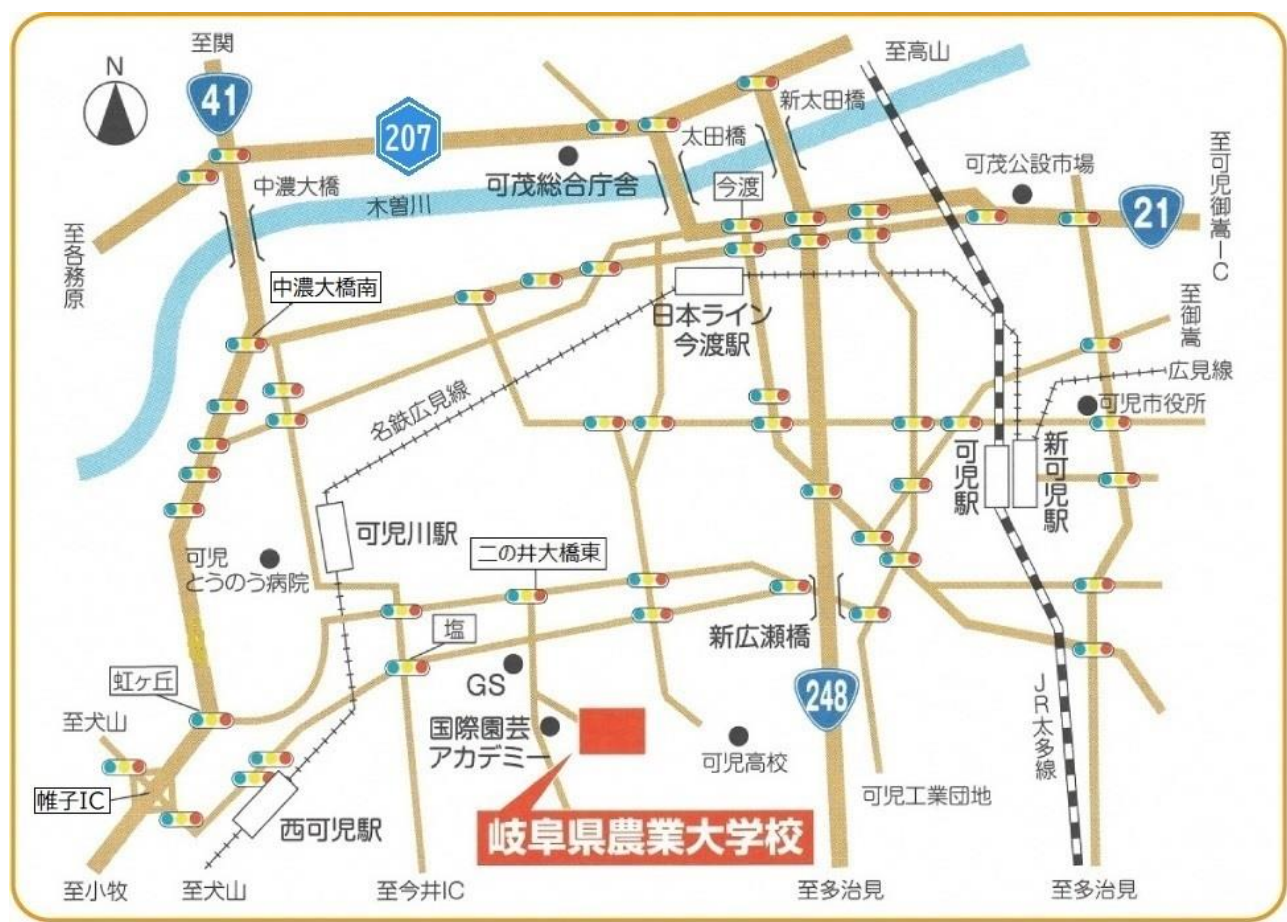 至関
N
41
207
至高山
新太田橋
太田橋
中濃大橋
可茂総合庁舎
木曽川
今渡
可茂公設市場
至可児御嵩IC
21
至各務原
中濃大橋南
日本ライン
今渡駅
至御嵩
広見線
名鉄広見線
可児市役所
可児駅
新可児駅
可児川駅
可児
とうのう病院
二の井大橋東
塩
新広瀬橋
GS
虹ヶ丘
248
JR太多線
至犬山
国際園芸
アカデミー
可児高校
可児工業団地
帷子IC
西可児駅
岐阜県農業大学校
至小牧
至犬山
至今井IC
至多治見
至多治見